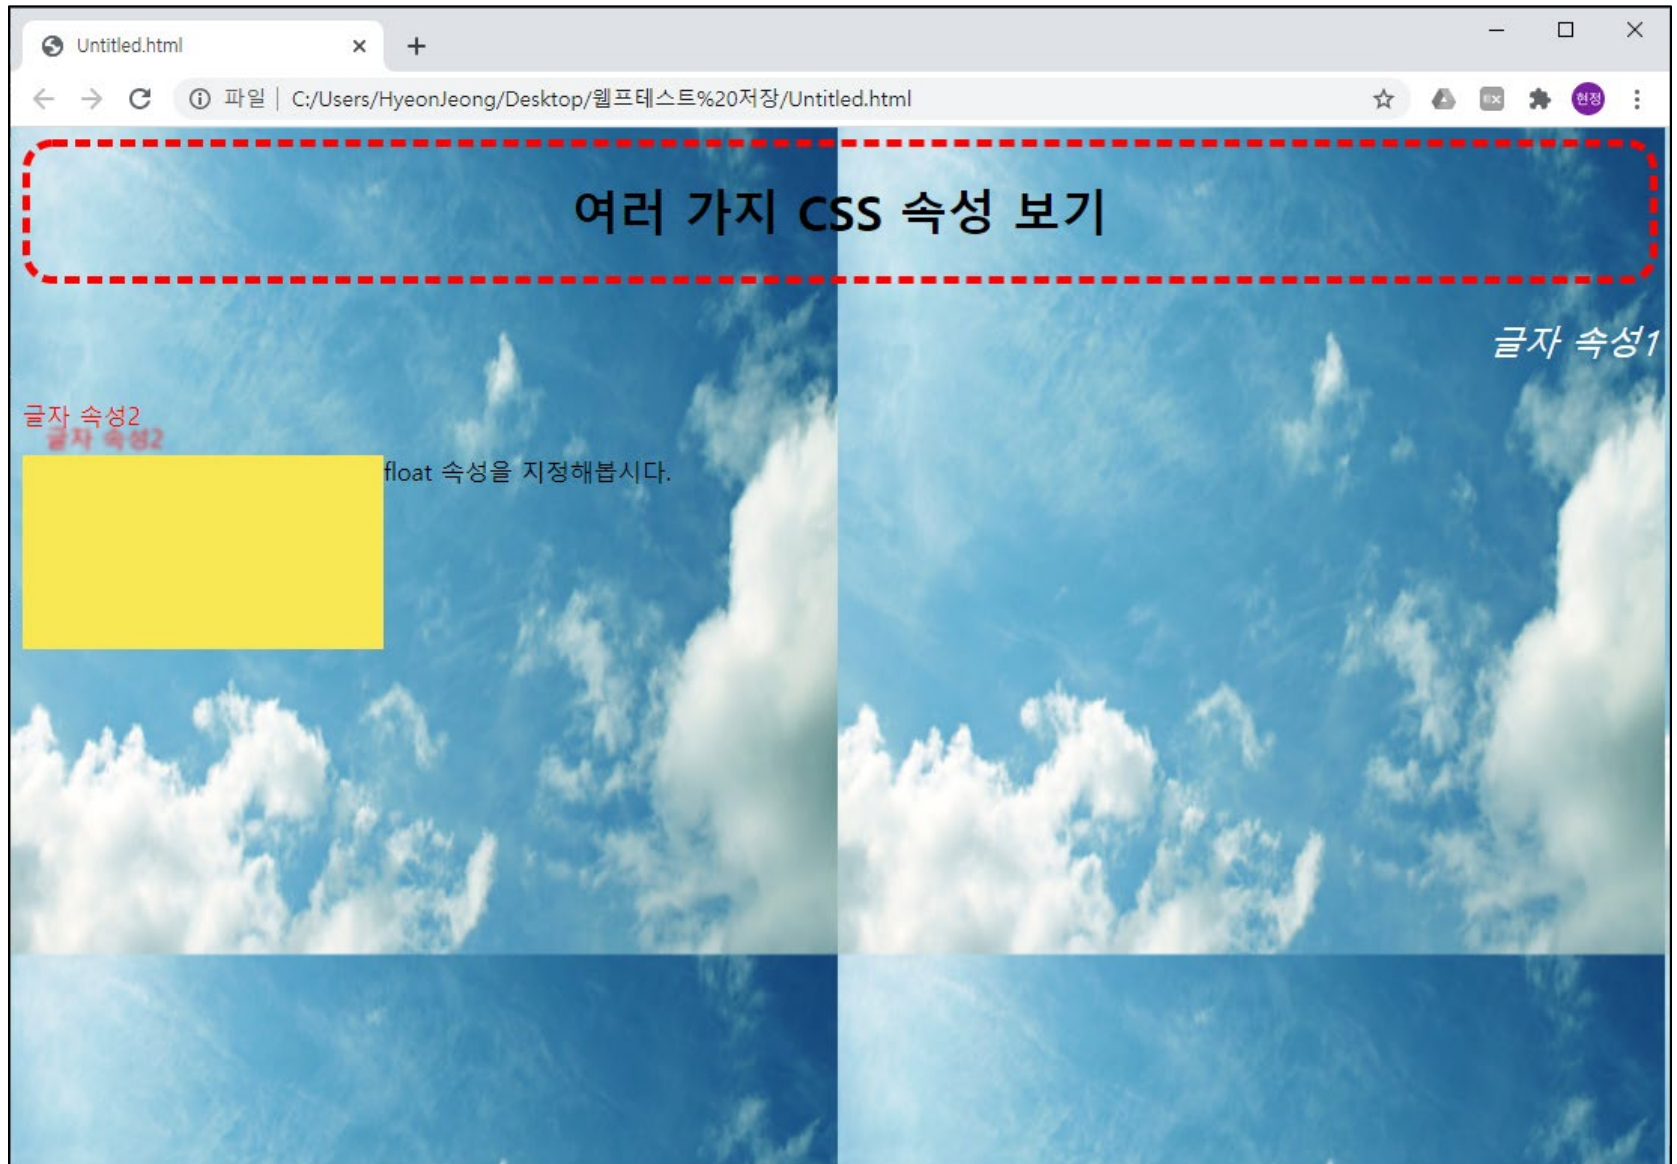 Untitled.html
파일 C:/Users/HyeonJeong/Desktop/웹프테스트%20저장/Untitled.html
현정
여러 가지 CSS 속성 보기
글자 속성1
글자 속성2
글자 속성2
float 속성을 지정해봅시다.